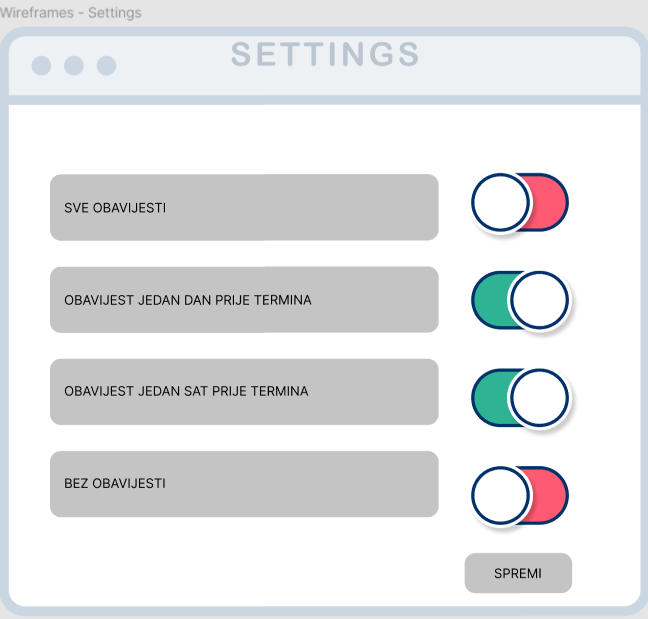 Wireframes - Settings
SETTINGS
SVE OBAVIJESTI
OBAVIJEST JEDAN DAN PRIJE TERMINA
OBAVIJEST JEDAN SAT PRIJE TERMINA
BEZ OBAVIJESTI
SPREMI